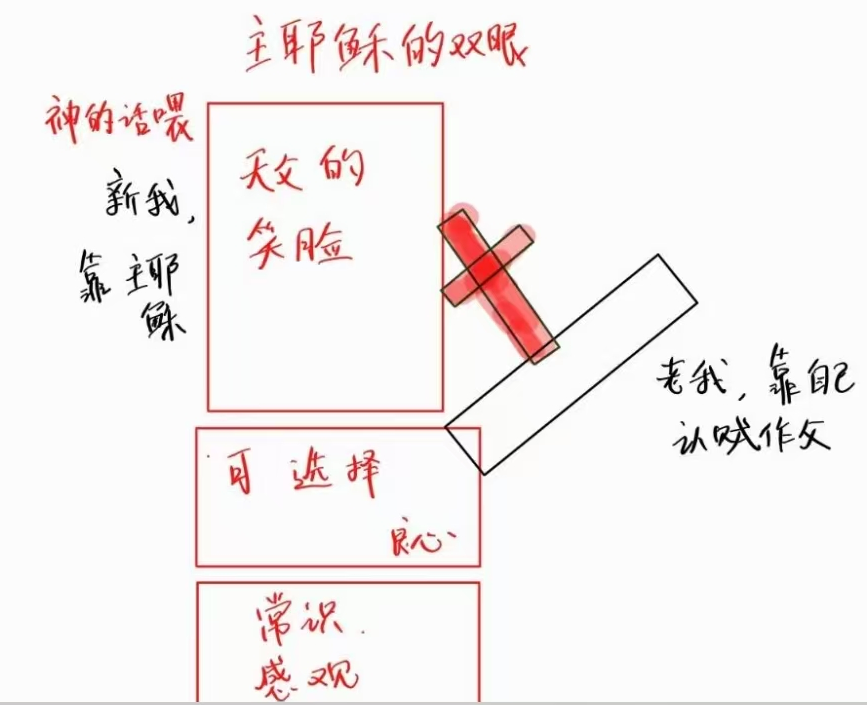 主耶稣的双眼
神的话喂
天父的
笑脸
新我,
靠主耶
稣
老我,靠自己
认贼作父
可选择
良心
常识.
感观